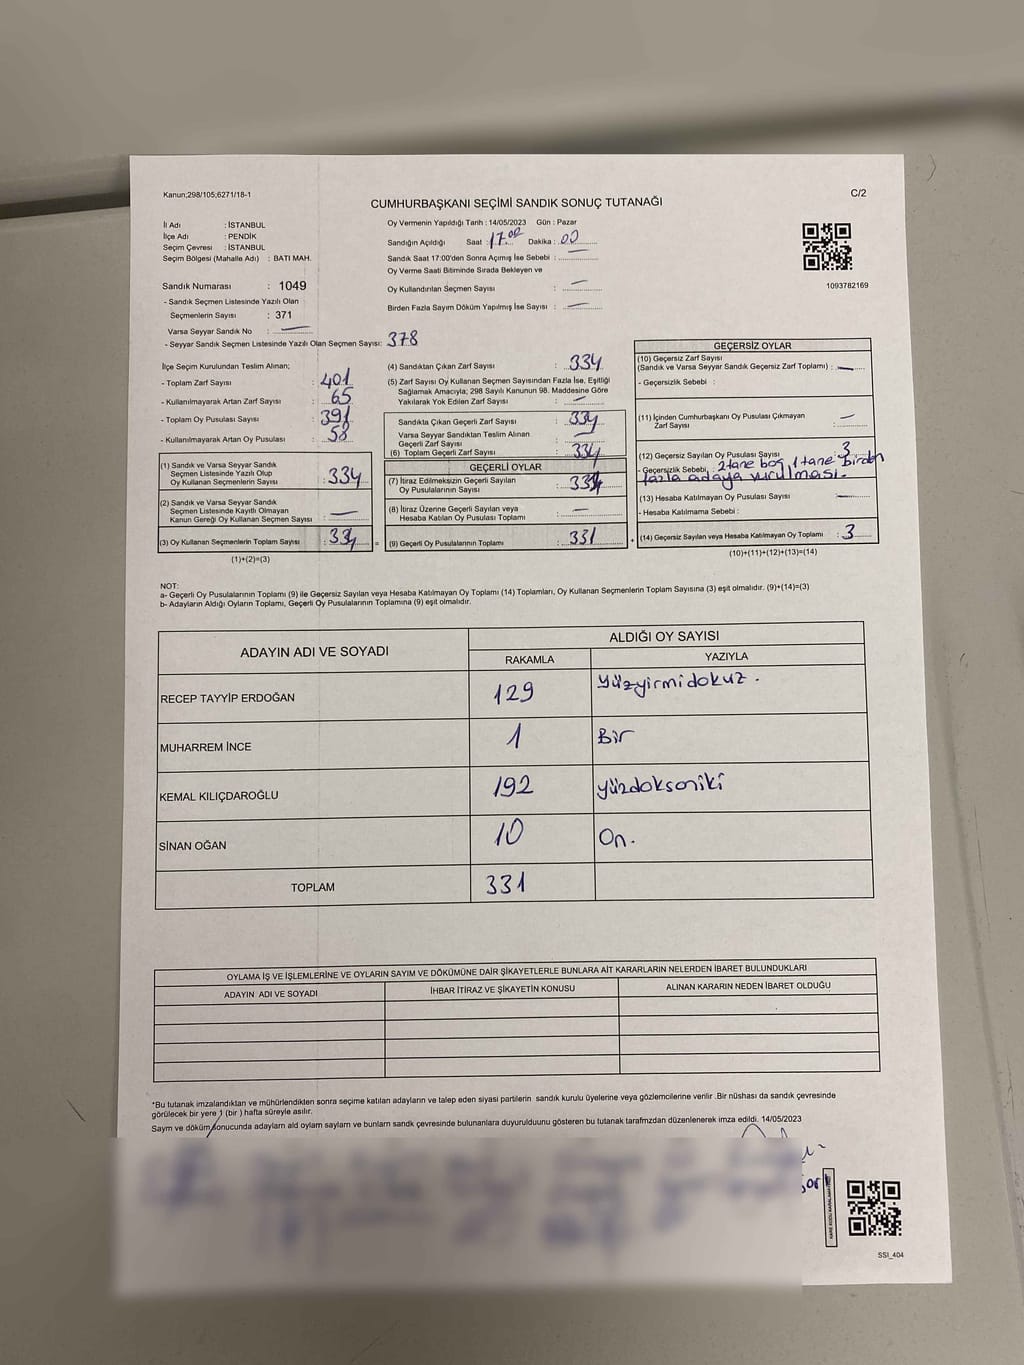 Kanun;298/105;6271/18-1
C/2
CUMHURBAŞKANI SEÇİMİ SANDIK SONUÇ TUTANAĞI
İl Adı : İSTANBUL
İlçe Adı : PENDİK
Seçim Çevresi : İSTANBUL
Seçim Bölgesi (Mahalle Adı) : BATI MAH.
Sandık Numarası : 1049
- Sandık Seçmen Listesinde Yazılı Olan
Seçmenlerin Sayısı : 371
Varsa Seyyar Sandık No :
- Seyyar Sandık Seçmen Listesinde Yazılı Olan Seçmen Sayısı: 378
Oy Vermenin Yapıldığı Tarih : 14/05/2023 Gün : Pazar
Sandığın Açıldığı Saat : 17.00 Dakika : 00
Sandık Saat 17:00'den Sonra Açımış İse Sebebi :
Oy Verme Saati Bitiminde Sırada Bekleyen ve
Oy Kullandırılan Seçmen Sayısı :
Birden Fazla Sayım Döküm Yapılmış İse Sayısı :
1093782169
İlçe Seçim Kurulundan Teslim Alınan;
- Toplam Zarf Sayısı : 401
- Kullanılmayarak Artan Zarf Sayısı : 65
- Toplam Oy Pusulası Sayısı : 391
- Kullanılmayarak Artan Oy Pusulası : 58
(1) Sandık ve Varsa Seyyar Sandık
Seçmen Listesinde Yazılı Olup
Oy Kullanan Seçmenlerin Sayısı : 334
(2) Sandık ve Varsa Seyyar Sandık
Seçmen Listesinde Kayıtlı Olmayan
Kanun Gereği Oy Kullanan Seçmen Sayısı : —
(3) Oy Kullanan Seçmenlerin Toplam Sayısı : 334 =
(1)+(2)=(3)
(4) Sandıktan Çıkan Zarf Sayısı : 334
(5) Zarf Sayısı Oy Kullanan Seçmen Sayısından Fazla İse, Eşitliği
Sağlamak Amacıyla; 298 Sayılı Kanunun 98. Maddesine Göre
Yakılarak Yok Edilen Zarf Sayısı : —
Sandıkta Çıkan Geçerli Zarf Sayısı : 334
Varsa Seyyar Sandıktan Teslim Alınan
Geçerli Zarf Sayısı : —
(6) Toplam Geçerli Zarf Sayısı : 334
GEÇERLİ OYLAR
(7) İtiraz Edilmeksizin Geçerli Sayılan
Oy Pusulalarının Sayısı :
(8) İtiraz Üzerine Geçerli Sayılan veya
Hesaba Katılan Oy Pusulası Toplamı : —
(9) Geçerli Oy Pusulalarının Toplamı : 331 +
GEÇERSİZ OYLAR
(10) Geçersiz Zarf Sayısı
(Sandık ve Varsa Seyyar Sandık Geçersiz Zarf Toplamı) : —
- Geçersizlik Sebebi :
(11) İçinden Cumhurbaşkanı Oy Pusulası Çıkmayan
Zarf Sayısı : —
(12) Geçersiz Sayılan Oy Pusulası Sayısı : 3
- Geçersizlik Sebebi : 2 tane boş, 1 tane birden
fazla adaya vurulması.
(13) Hesaba Katılmayan Oy Pusulası Sayısı : —
- Hesaba Katılmama Sebebi :
(14) Geçersiz Sayılan veya Hesaba Katılmayan Oy Toplamı : 3
(10)+(11)+(12)+(13)=(14)
NOT:
a- Geçerli Oy Pusulalarının Toplamı (9) ile Geçersiz Sayılan veya Hesaba Katılmayan Oy Toplamı (14) Toplamları, Oy Kullanan Seçmenlerin Toplam Sayısına (3) eşit olmalıdır. (9)+(14)=(3)
b- Adayların Aldığı Oyların Toplamı, Geçerli Oy Pusulalarının Toplamına (9) eşit olmalıdır.
ADAYIN ADI VE SOYADI ALDIĞI OY SAYISI
RAKAMLA YAZIYLA
RECEP TAYYİP ERDOĞAN 129 yüzyirmidokuz.
MUHARREM İNCE 1 Bir
KEMAL KILIÇDAROĞLU 192 yüzdoksaniki
SİNAN OĞAN 10 On.
TOPLAM 331
OYLAMA İŞ VE İŞLEMLERİNE VE OYLARIN SAYIM VE DÖKÜMÜNE DAİR ŞİKAYETLERLE BUNLARA AİT KARARLARIN NELERDEN İBARET BULUNDUKLARI
ADAYIN ADI VE SOYADI İHBAR İTİRAZ VE ŞİKAYETİN KONUSU ALINAN KARARIN NEDEN İBARET OLDUĞU
*Bu tutanak imzalandıktan ve mühürlendikten sonra seçime katılan adayların ve talep eden siyasi partilerin sandık kurulu üyelerine veya gözlemcilerine verilir .Bir nüshası da sandık çevresinde
görülecek bir yere 1 (bir ) hafta süreyle asılır.
Saym ve döküm sonucunda adaylarn ald oylarn saylarn ve bunlarn sandk çevresinde bulunanlara duyurulduunu gösteren bu tutanak tarafmzdan düzenlenerek imza edildi. 14/05/2023
SSI_404